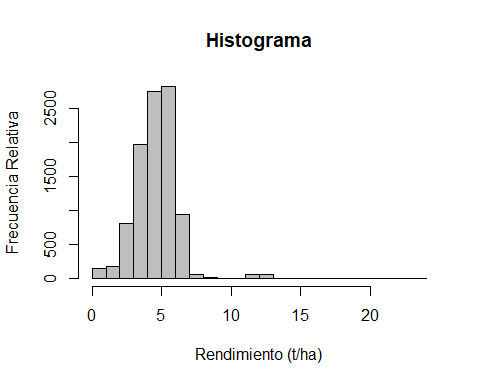 Histograma
Frecuencia Relativa
2500
1500
500
0
0 5 10 15 20
Rendimiento (t/ha)